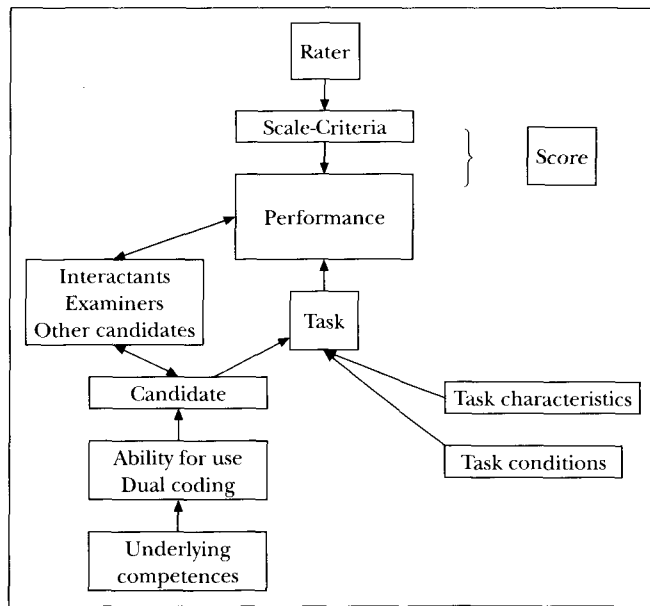 Rater
Scale-Criteria
Score
Performance
Interactants
Examiners
Other candidates
Task
Candidate
Task characteristics
Ability for use
Dual coding
Task conditions
Underlying
competences